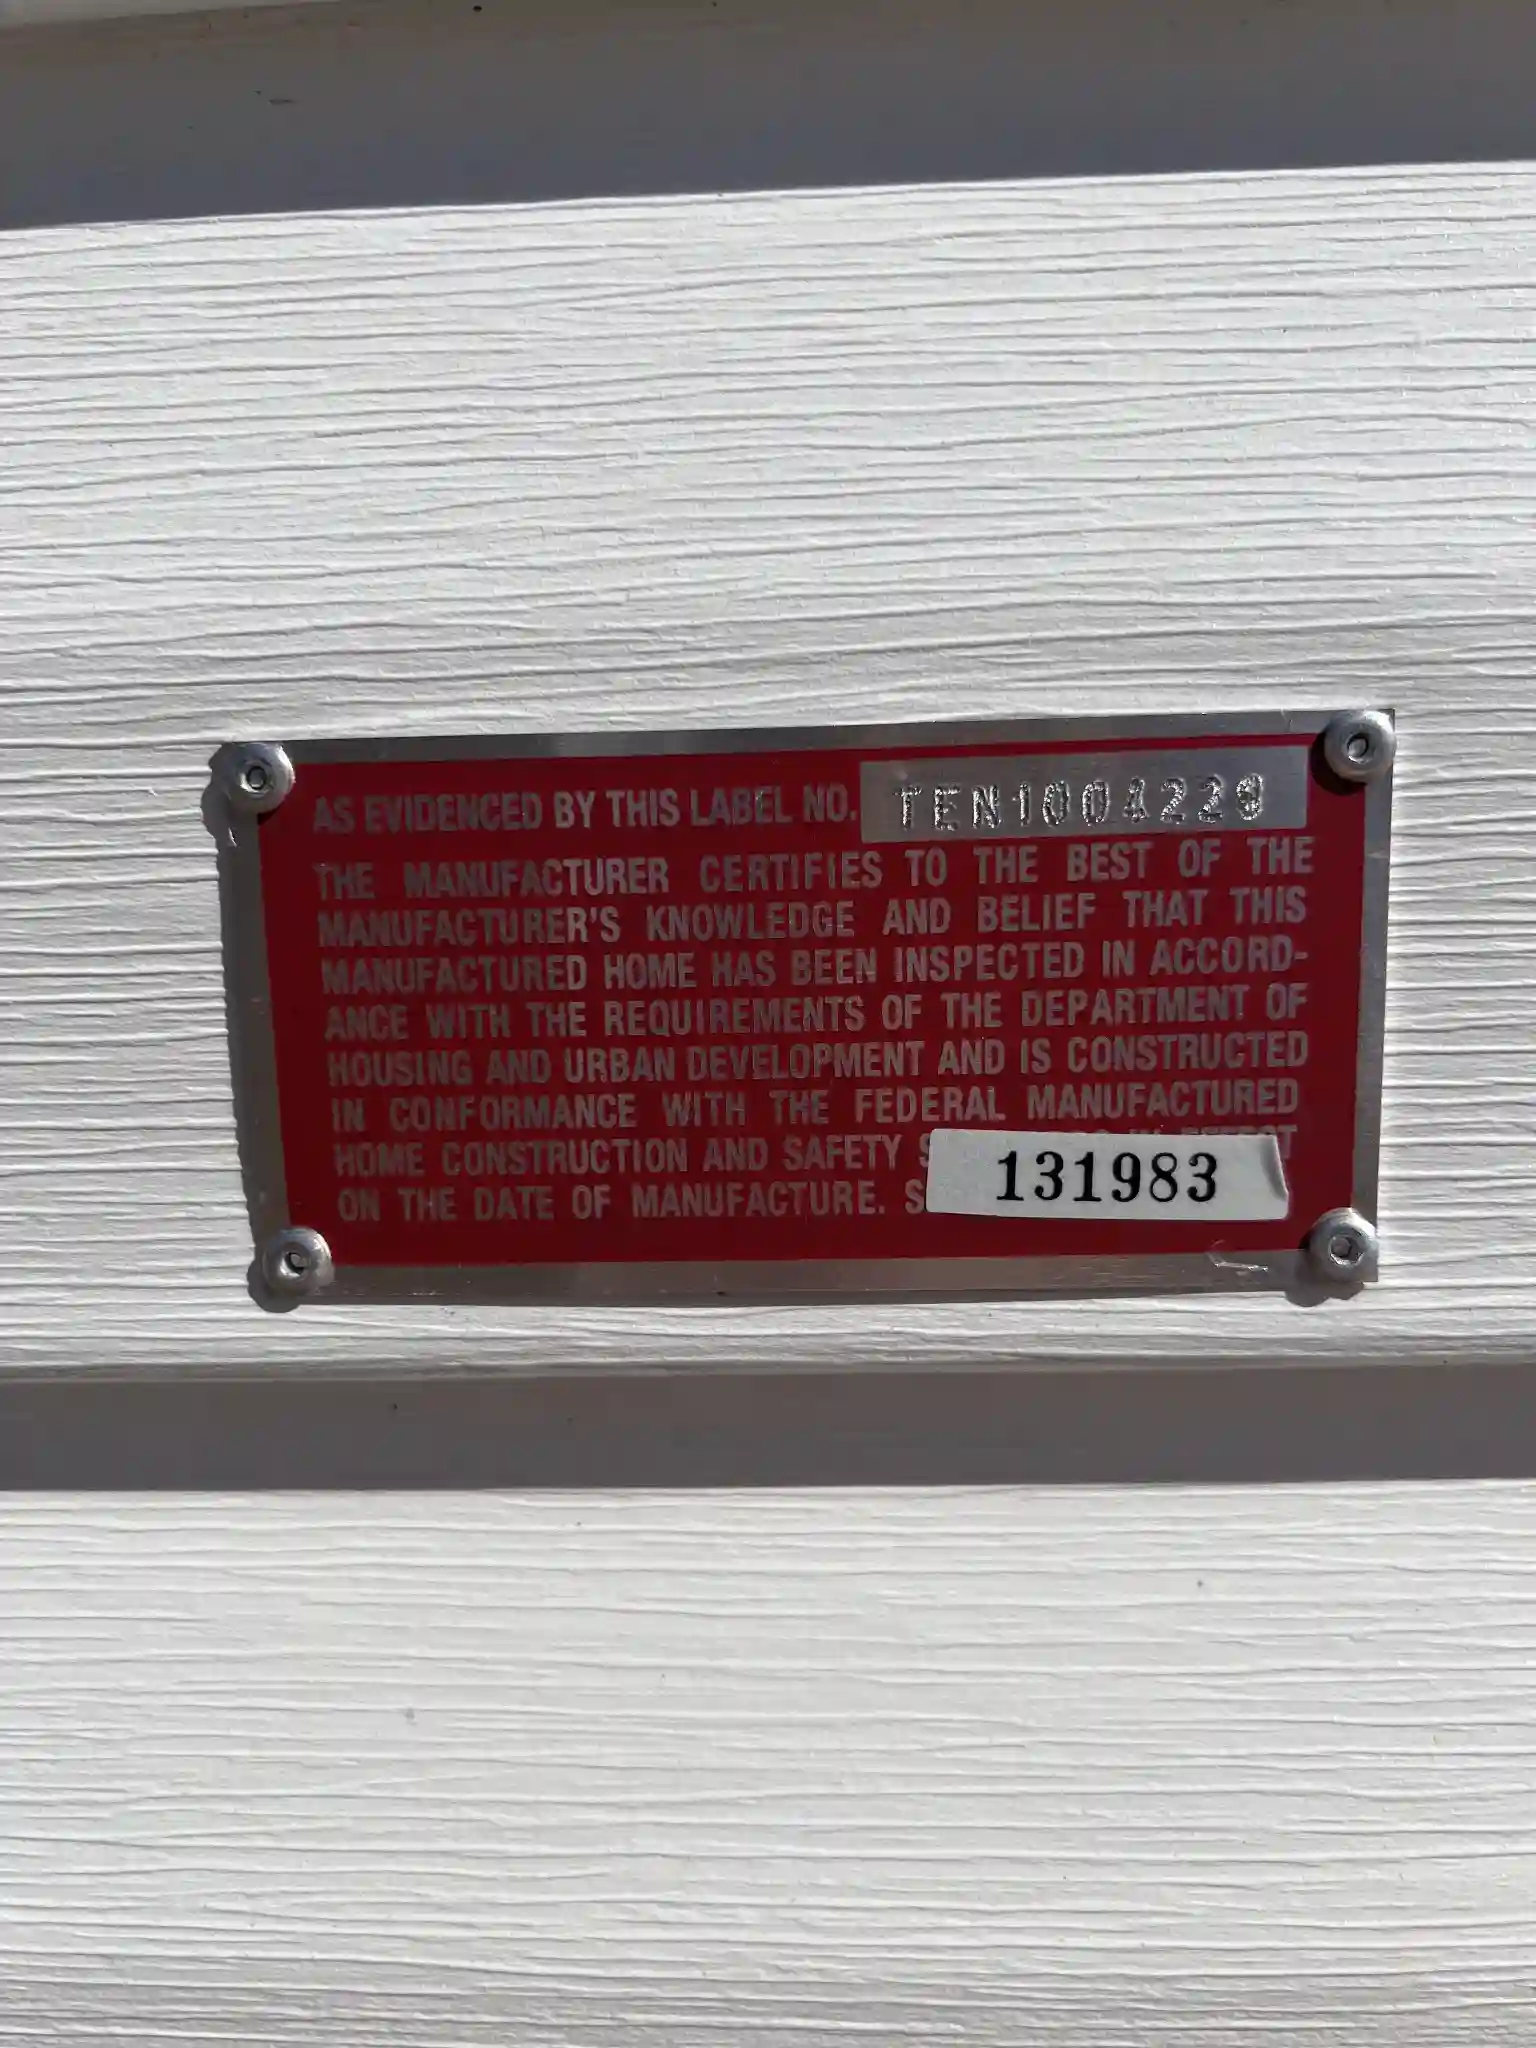 AS EVIDENCED BY THIS LABEL NO. TEN1004229
THE MANUFACTURER CERTIFIES TO THE BEST OF THE
MANUFACTURER'S KNOWLEDGE AND BELIEF THAT THIS
MANUFACTURED HOME HAS BEEN INSPECTED IN ACCORD-
ANCE WITH THE REQUIREMENTS OF THE DEPARTMENT OF
HOUSING AND URBAN DEVELOPMENT AND IS CONSTRUCTED
IN CONFORMANCE WITH THE FEDERAL MANUFACTURED
HOME CONSTRUCTION AND SAFETY
ON THE DATE OF MANUFACTURE.
131983